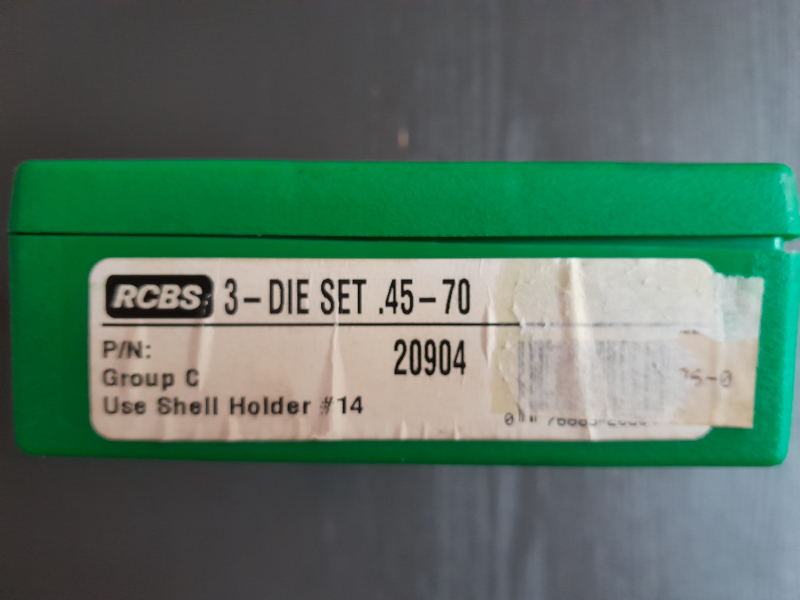 RCBS 3-DIE SET .45-70
P/N: 20904
Group C
Use Shell Holder #14